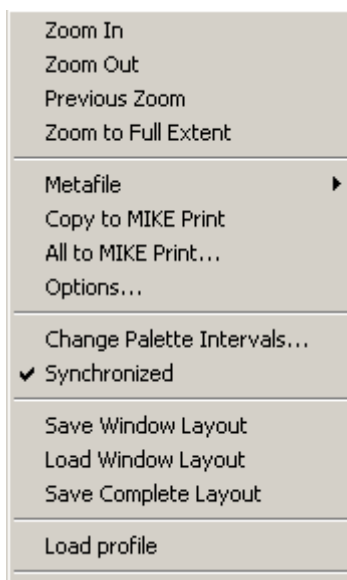 Zoom In
Zoom Out
Previous Zoom
Zoom to Full Extent
Metafile
Copy to MIKE Print
All to MIKE Print...
Options...
Change Palette Intervals...
Synchronized
Save Window Layout
Load Window Layout
Save Complete Layout
Load profile